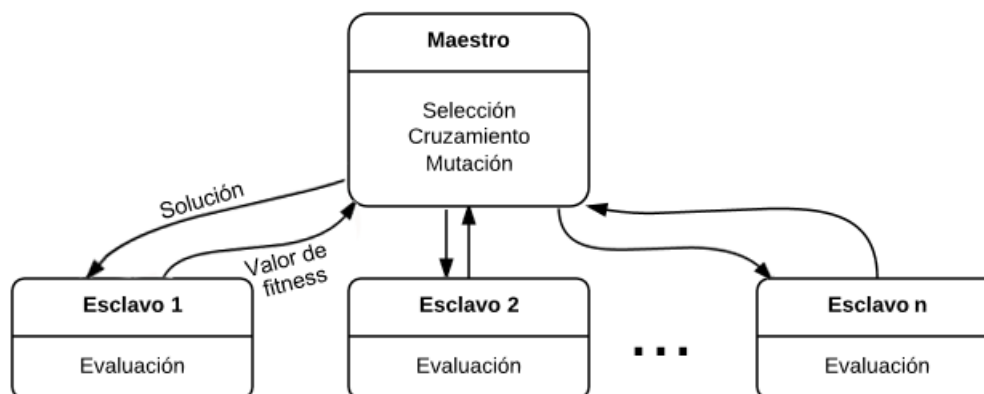 Maestro
Selección
Cruzamiento
Mutación
Solución
Valor de
fitness
Esclavo 1
Evaluación
Esclavo 2
Evaluación
...
Esclavo n
Evaluación